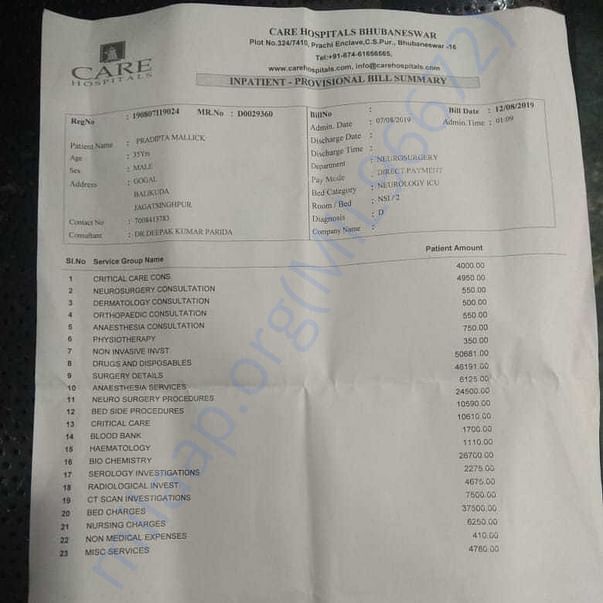 CARE
HOSPITALS
CARE HOSPITALS BHUBANESWAR
Plot No.324/7410, Prachi Enclave,C.S.Pur., Bhubaneswar -16
Tel:+91-674-61656565,
www.carehospitals.com, info@carehospitals.com
INPATIENT - PROVISIONAL BILL SUMMARY
RegNo : 190807119024 MR.No : D0029360
Patient Name : PRADIPTA MALLICK
Age : 35Yrs
Sex : MALE
Address : GOGAL
BALIKUDA
JAGATSINGHPUR
Contact No : 7008415783
Consultant : DR.DEEPAK KUMAR PARIDA
BillNo : Bill Date : 12/08/2019
Admin. Date : 07/08/2019 Admin.Time : 01:09
Discharge Date :
Discharge Time :
Department : NEUROSURGERY
Pay Mode : DIRECT PAYMENT
Bed Category : NEUROLOGY ICU
Room / Bed : NSI / 2
Diagnosis : D
Company Name :
Sl.No Service Group Name Patient Amount
1 CRITICAL CARE CONS 4000.00
2 NEUROSURGERY CONSULTATION 4950.00
3 DERMATOLOGY CONSULTATION 550.00
4 ORTHOPAEDIC CONSULTATION 500.00
5 ANAESTHESIA CONSULTATION 550.00
6 PHYSIOTHERAPY 750.00
7 NON INVASIVE INVST. 350.00
8 DRUGS AND DISPOSABLES 50681.00
9 SURGERY DETAILS 46191.00
10 ANAESTHESIA SERVICES 6125.00
11 NEURO SURGERY PROCEDURES 24500.00
12 BED SIDE PROCEDURES 10590.00
13 CRITICAL CARE 10610.00
14 BLOOD BANK 1700.00
15 HAEMATOLOGY 1110.00
16 BIO CHEMISTRY 26700.00
17 SEROLOGY INVESTIGATIONS 2275.00
18 RADIOLOGICAL INVEST 4675.00
19 CT SCAN INVESTIGATIONS 7500.00
20 BED CHARGES 37500.00
21 NURSING CHARGES 6250.00
22 NON MEDICAL EXPENSES 410.00
23 MISC SERVICES 4760.00